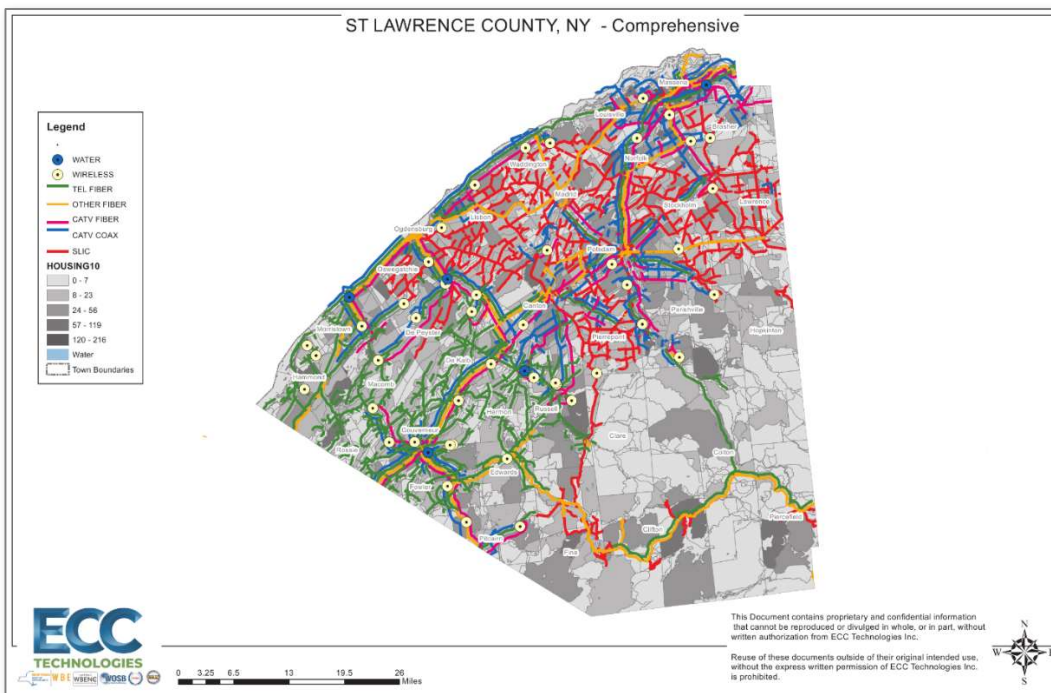 ST LAWRENCE COUNTY, NY - Comprehensive
Legend
WATER
WIRELESS
TEL FIBER
OTHER FIBER
CATV FIBER
CATV COAX
SLIC
HOUSING10
0 - 7
8 - 23
24 - 56
57 - 119
120 - 216
Water
Town Boundaries
Massena
Louisville
Brasher
Waddington
Norfolk
Madrid
Stockholm
Lawrence
Lisbon
Ogdensburg
Potsdam
Oswegatchie
Canton
Parishville
Morristown
De Peyster
Hopkinton
Pierrepont
De Kalb
Hammond
Macomb
Hermon
Russell
Clare
Gouverneur
Rossie
Colton
Edwards
Fowler
Piercefield
Clifton
Pitcairn
Fine
ECC
TECHNOLOGIES
WBE
WBENC
VOSB
0 3.25 6.5 13 19.5 26
Miles
This Document contains proprietary and confidential information
that cannot be reproduced or divulged in whole, or in part, without
written authorization from ECC Technologies Inc.
Reuse of these documents outside of their original intended use,
without the express written permission of ECC Technologies Inc.
is prohibited.
N
W E
S